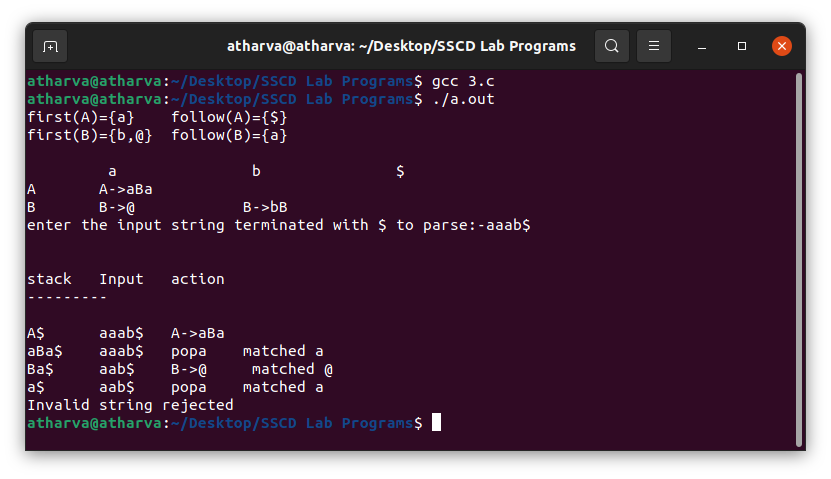 atharva@atharva: ~/Desktop/SSCD Lab Programs
atharva@atharva:~/Desktop/SSCD Lab Programs$ gcc 3.c
atharva@atharva:~/Desktop/SSCD Lab Programs$ ./a.out
first(A)={a}    follow(A)={$}
first(B)={b,@}  follow(B)={a}
         a               b               $
A       A->aBa
B       B->@            B->bB
enter the input string terminated with $ to parse:-aaab$
stack   Input   action
---------
A$      aaab$   A->aBa
aBa$    aaab$   popa    matched a
Ba$     aab$    B->@     matched @
a$      aab$    popa    matched a
Invalid string rejected
atharva@atharva:~/Desktop/SSCD Lab Programs$